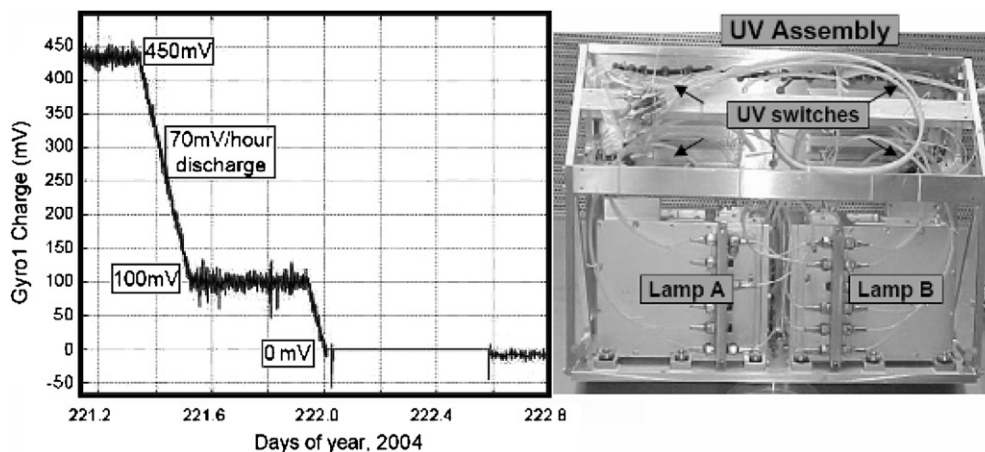 450
400
350
300
250
200
150
100
50
0
-50
Gyro1 Charge (mV)
450mV
70mV/hour
discharge
100mV
0 mV
221.2 221.6 222.0 222.4 222.8
Days of year, 2004
UV Assembly
UV switches
Lamp A
Lamp B